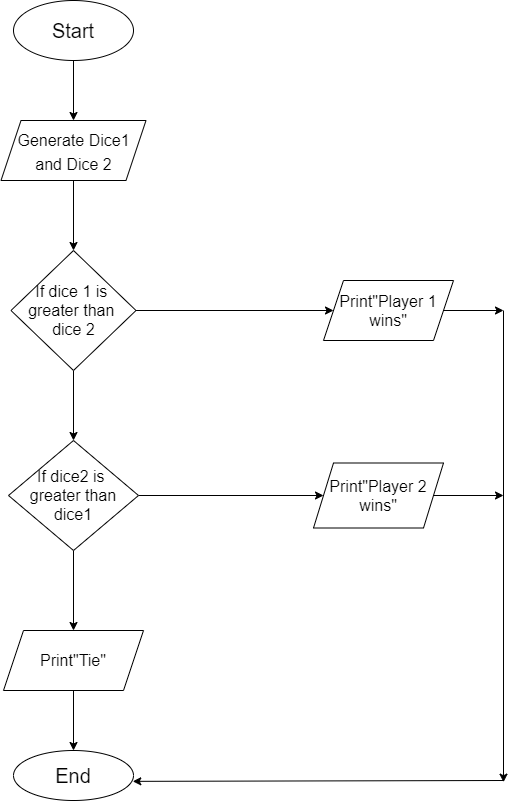 Start
Generate Dice1
and Dice 2
If dice 1 is
greater than
dice 2
Print"Player 1
wins"
If dice2 is
greater than
dice1
Print"Player 2
wins"
Print"Tie"
End